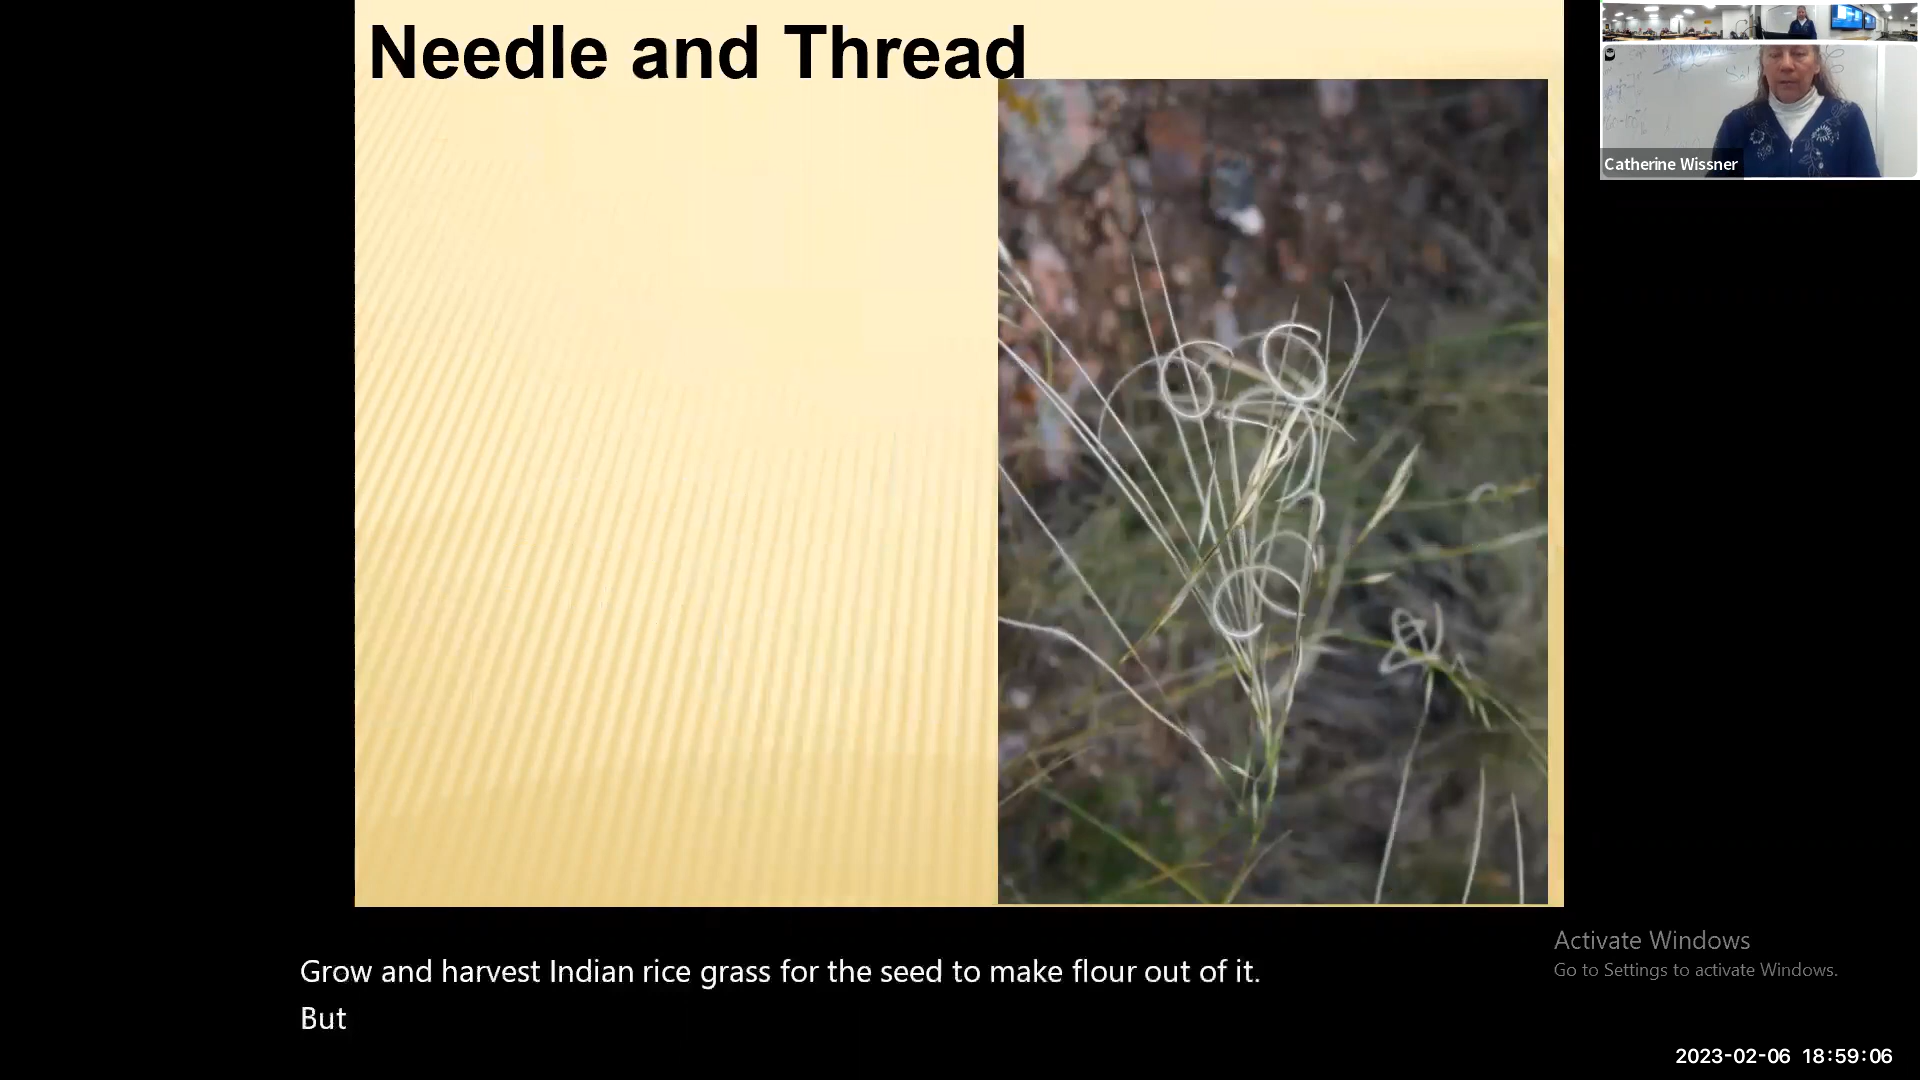 Needle and Thread
Catherine Wissner
Grow and harvest Indian rice grass for the seed to make flour out of it.
But
Activate Windows
Go to Settings to activate Windows.
2023-02-06 18:59:06